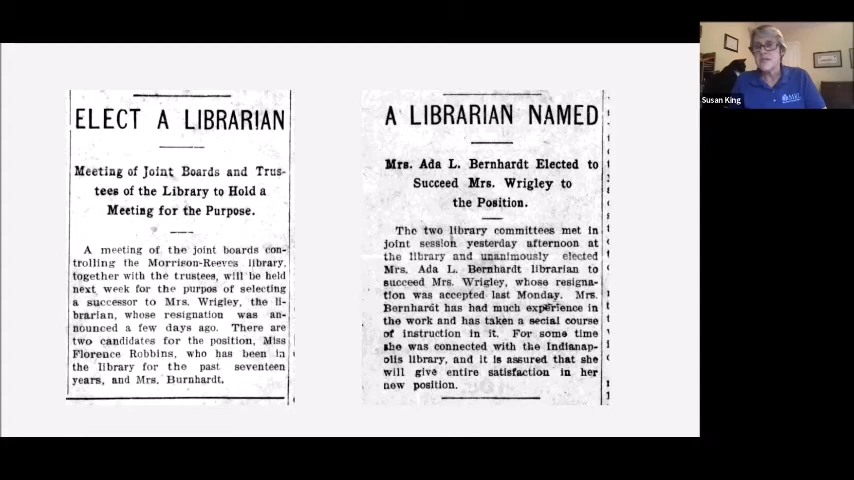 ELECT A LIBRARIAN
Meeting of Joint Boards and Trus-
tees of the Library to Hold a
Meeting for the Purpose.
A meeting of the joint boards con-
trolling the Morrison-Reeves library,
together with the trustees, will be held
next week for the purpos of selecting
a successor to Mrs. Wrigley, the li-
brarian, whose resignation was an-
nounced a few days ago. There are
two candidates for the position, Miss
Florence Robbins, who has been in
the library for the past seventeen
years, and Mrs. Burnhardt.
A LIBRARIAN NAMED
Mrs. Ada L. Bernhardt Elected to
Succeed Mrs. Wrigley to
the Position.
The two library committees met in
joint session yesterday afternoon at
the library and unanimously elected
Mrs. Ada L. Bernhardt librarian to
succeed Mrs. Wrigley, whose resigna-
tion was accepted last Monday. Mrs.
Bernhardt has had much experience in
the work and has taken a secial course
of instruction in it. For some time
she was connected with the Indianap-
olis library, and it is assured that she
will give entire satisfaction in her
new position.
Susan King
MRL